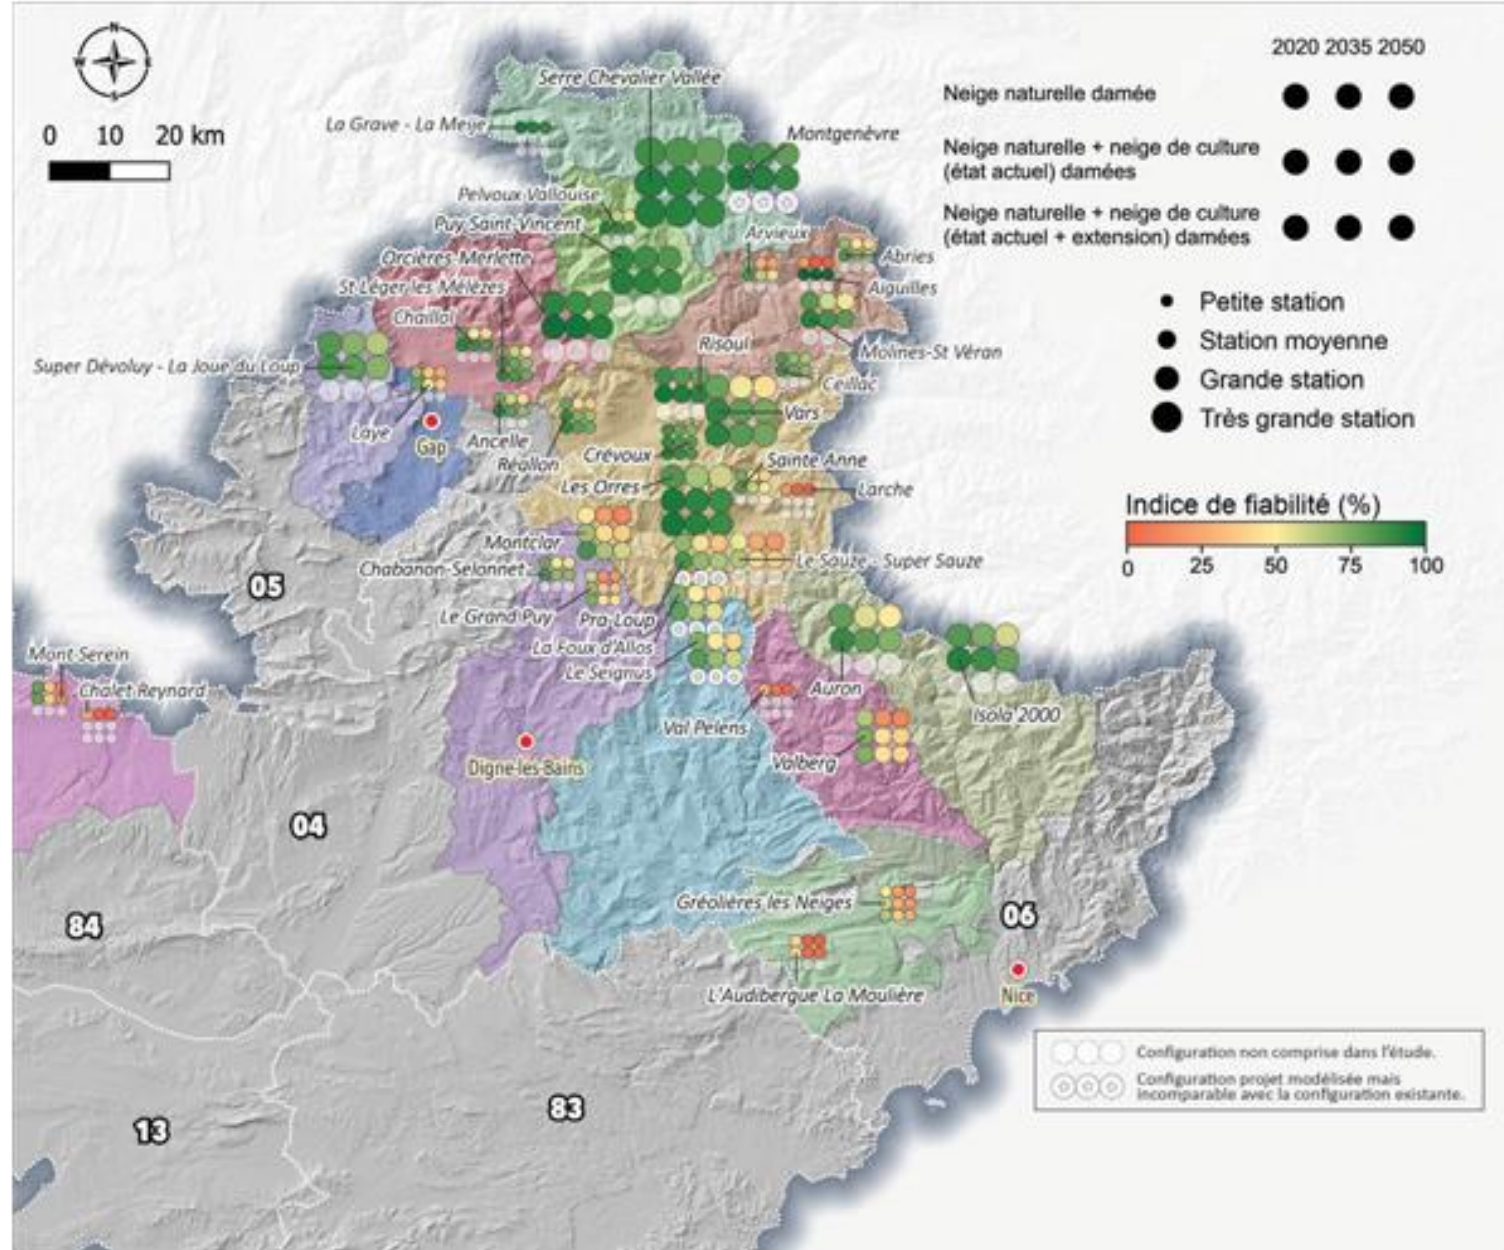 N
W
E
S
0 10 20 km
2020 2035 2050
Neige naturelle damée
Neige naturelle + neige de culture
(état actuel) damées
Neige naturelle + neige de culture
(état actuel + extension) damées
Petite station
Station moyenne
Grande station
Très grande station
Indice de fiabilité (%)
0 25 50 75 100
Serre Chevalier Vallée
La Grave - La Meije
Montgenèvre
Pelvoux-Vallouise
Puy Saint-Vincent
Arvieux
Orcières-Merlette
Abries
St Léger les Mélèzes
Aiguilles
Chaillol
Risoul
Molines-St Véran
Super Dévoluy - La Joue du Loup
Ceillac
Vars
Laye
Gap
Ancelle
Réallon
Crévoux
Sainte Anne
Les Orres
Larche
Montclar
Chabanon-Selonnet
Le Sauze - Super Sauze
05
Le Grand Puy
Pra-Loup
La Foux d'Allos
Le Seignus
Mont-Serein
Chalet Reynard
Auron
Isola 2000
Val Pelens
Valberg
Digne-les-Bains
04
84
Gréolières les Neiges
06
L'Audibergue La Moulière
Nice
Configuration non comprise dans l'étude.
Configuration projet modélisée mais
incomparable avec la configuration existante.
83
13